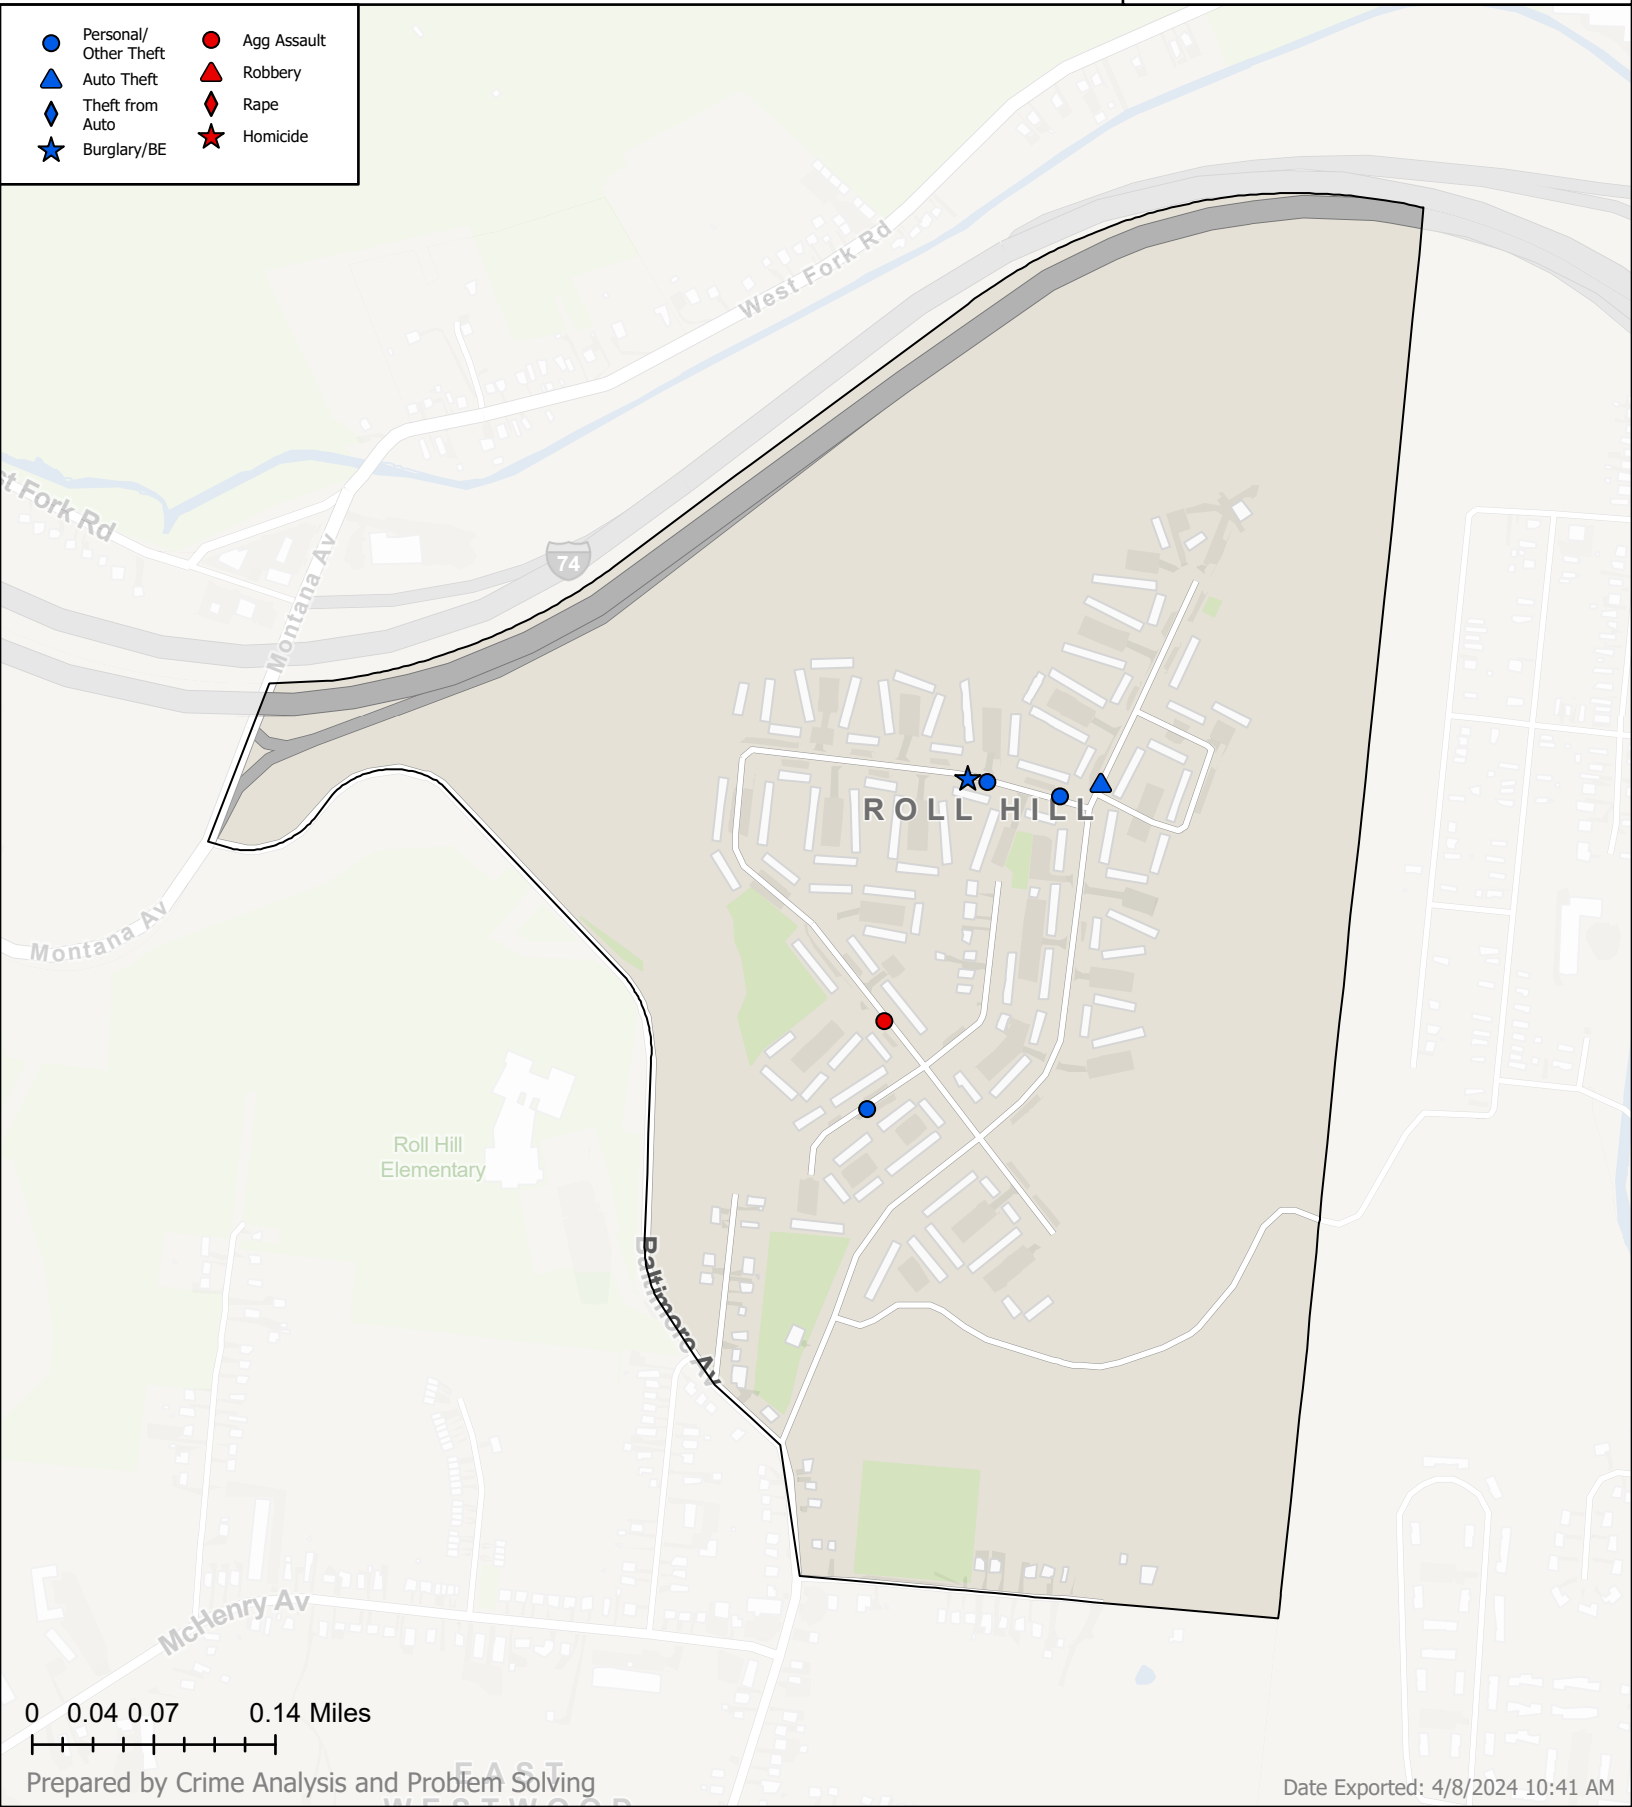 Personal/
Other Theft
Auto Theft
Theft from
Auto
Burglary/BE
Agg Assault
Robbery
Rape
Homicide
West Fork Rd
st Fork Rd
Montana Av
74
Montana Av
ROLL HILL
Roll Hill
Elementary
Baltimore Av
McHenry Av
0 0.04 0.07 0.14 Miles
EAST
WESTWOOD
Prepared by Crime Analysis and Problem Solving
Date Exported: 4/8/2024 10:41 AM